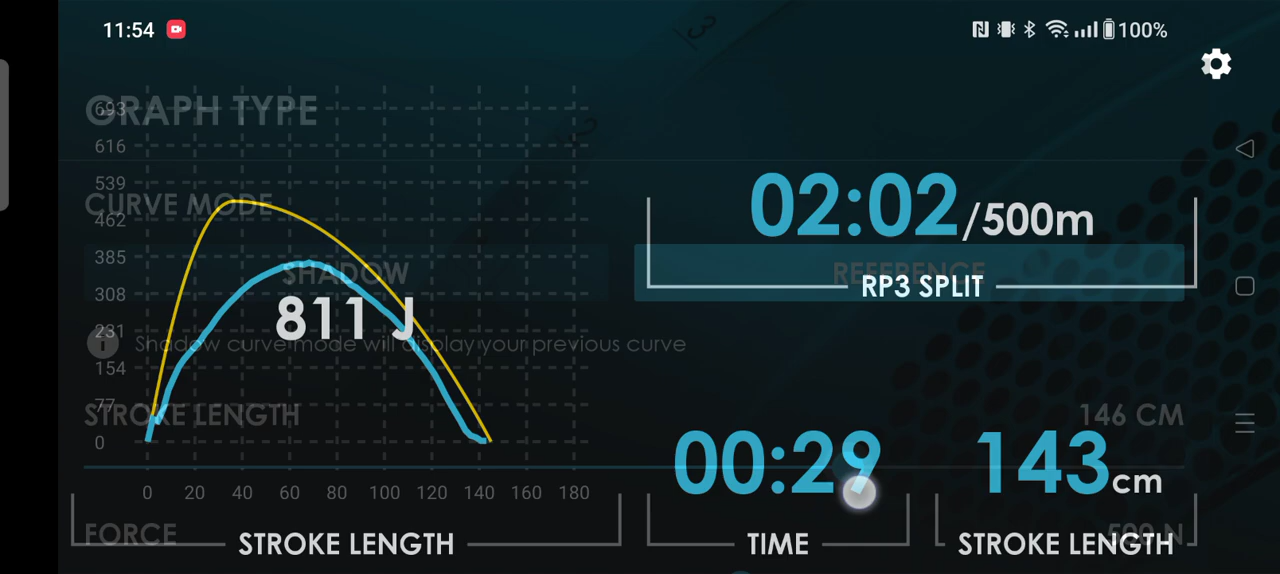 11:54
100%
GRAPH TYPE
693
616
539
CURVE MODE
462
385
SHADOW
REFERENCE
308
811 J
231
i Shadow curve mode will display your previous curve
154
77
STROKE LENGTH
146 CM
0
02:02/500m
RP3 SPLIT
00:29
143cm
0 20 40 60 80 100 120 140 160 180
FORCE
500 N
STROKE LENGTH
TIME
STROKE LENGTH